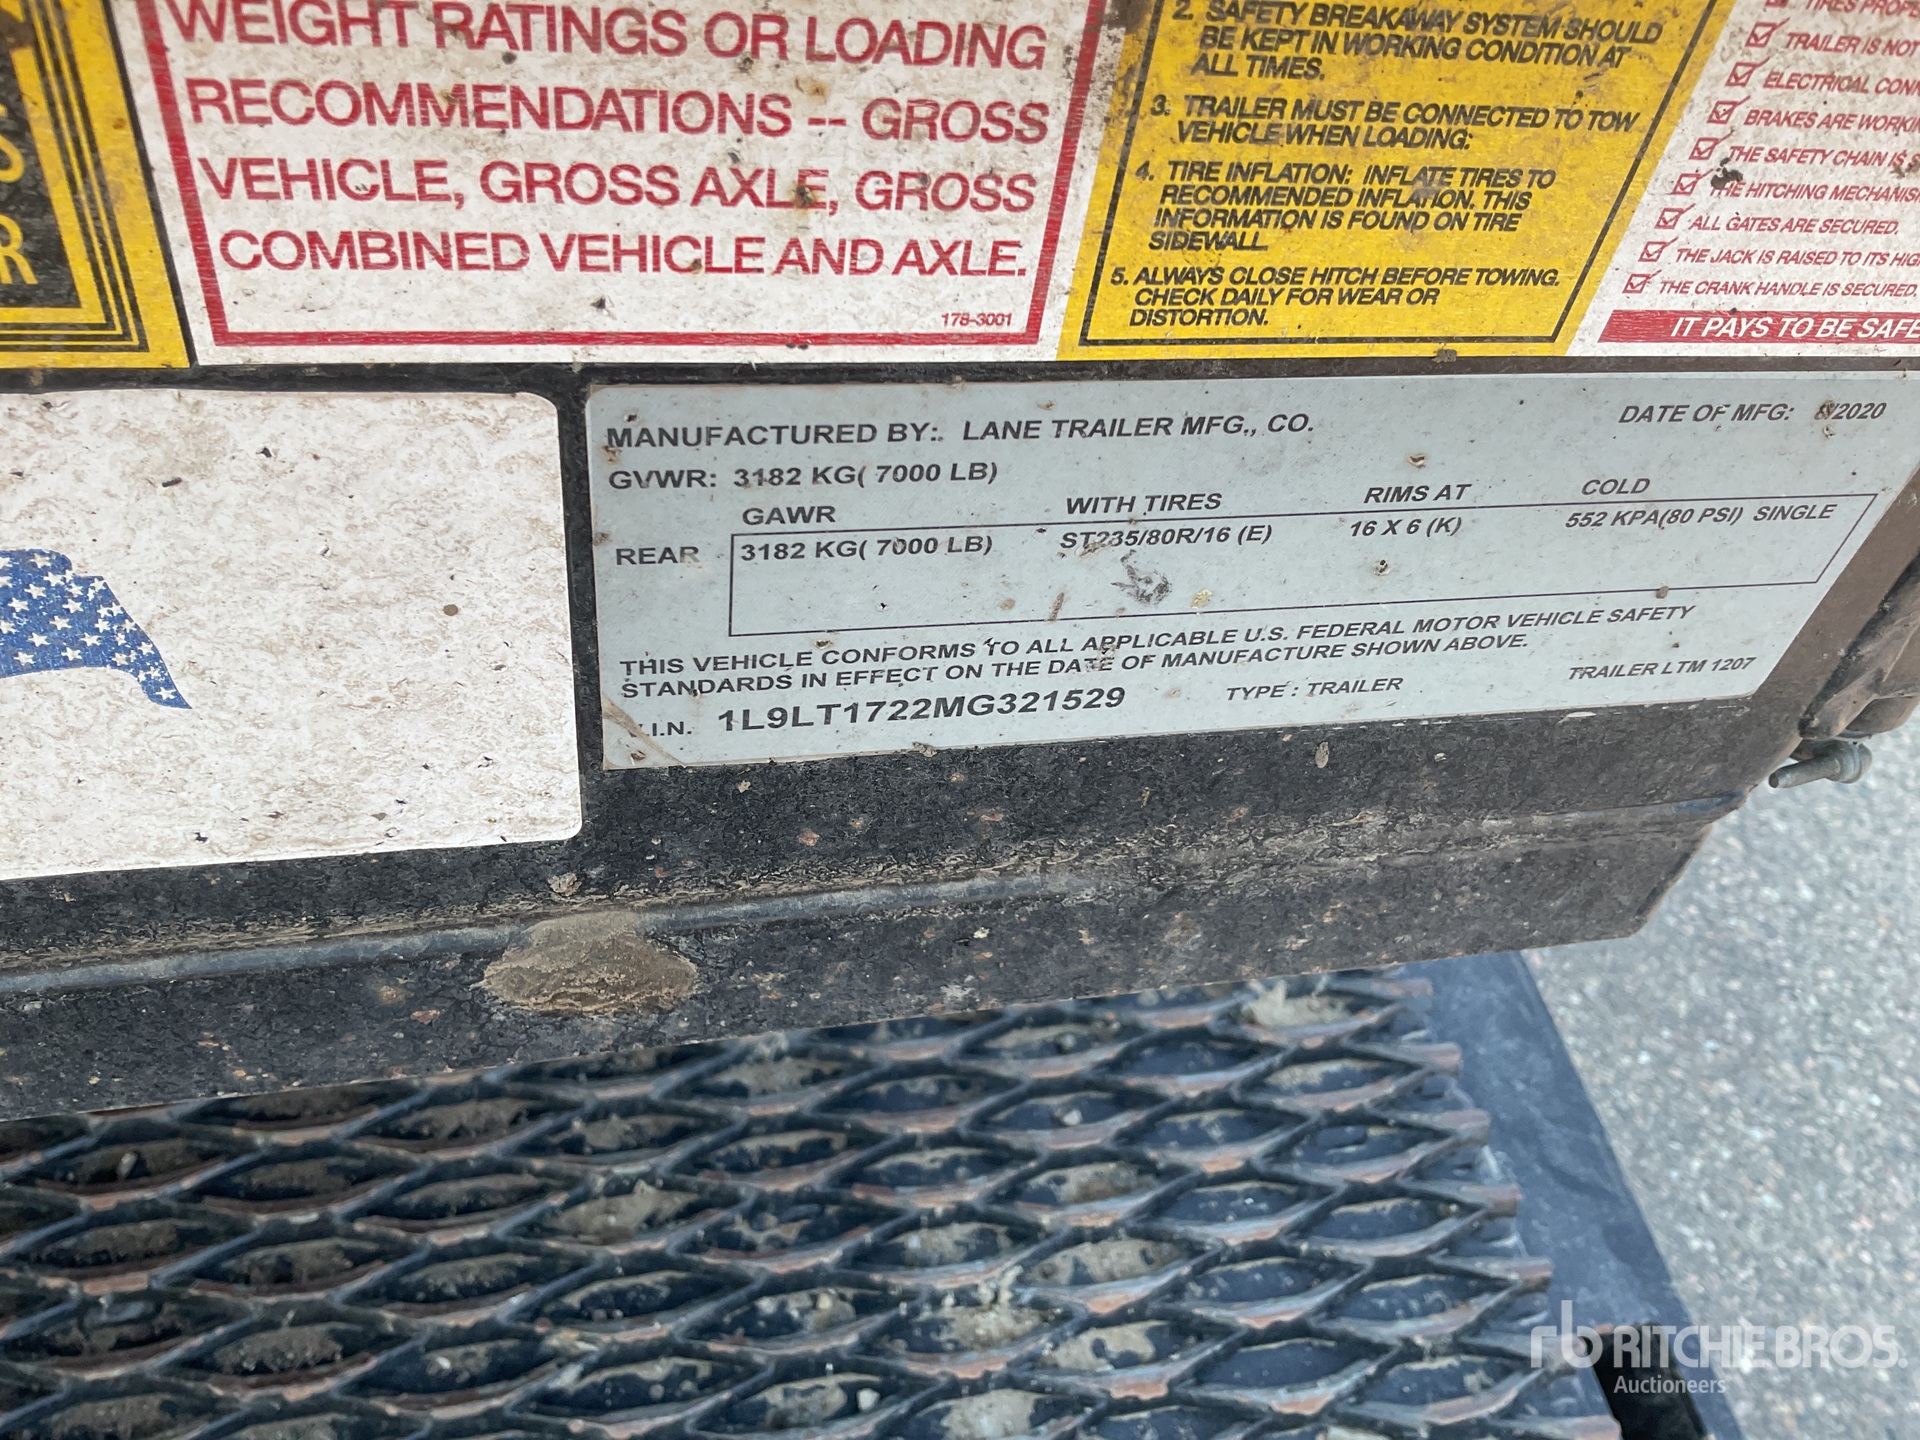 S
R
WEIGHT RATINGS OR LOADING
RECOMMENDATIONS -- GROSS
VEHICLE, GROSS AXLE, GROSS
COMBINED VEHICLE AND AXLE.
178-3001
2. SAFETY BREAKAWAY SYSTEM SHOULD
BE KEPT IN WORKING CONDITION AT
ALL TIMES.
3. TRAILER MUST BE CONNECTED TO TOW
VEHICLE WHEN LOADING:
4. TIRE INFLATION: INFLATE TIRES TO
RECOMMENDED INFLATION. THIS
INFORMATION IS FOUND ON TIRE
SIDEWALL
5. ALWAYS CLOSE HITCH BEFORE TOWING.
CHECK DAILY FOR WEAR OR
DISTORTION.
TIRES
TRAILER IS NOT
ELECTRICAL
BRAKES ARE
THE SAFETY CHAIN IS
THE HITCHING
ALL GATES ARE SECURED.
THE JACK IS RAISED TO ITS
THE CRANK HANDLE IS SECURED.
IT PAYS TO BE SAFE
MANUFACTURED BY: LANE TRAILER MFG., CO. DATE OF MFG: 8/2020
GVWR: 3182 KG( 7000 LB)
GAWR WITH TIRES RIMS AT COLD
REAR 3182 KG( 7000 LB) ST235/80R/16 (E) 16 X 6 (K) 552 KPA(80 PSI) SINGLE
THIS VEHICLE CONFORMS TO ALL APPLICABLE U.S. FEDERAL MOTOR VEHICLE SAFETY
STANDARDS IN EFFECT ON THE DATE OF MANUFACTURE SHOWN ABOVE.
V.I.N. 1L9LT1722MG321529 TYPE : TRAILER TRAILER LTM 1207
rb RITCHIE BROS.
Auctioneers